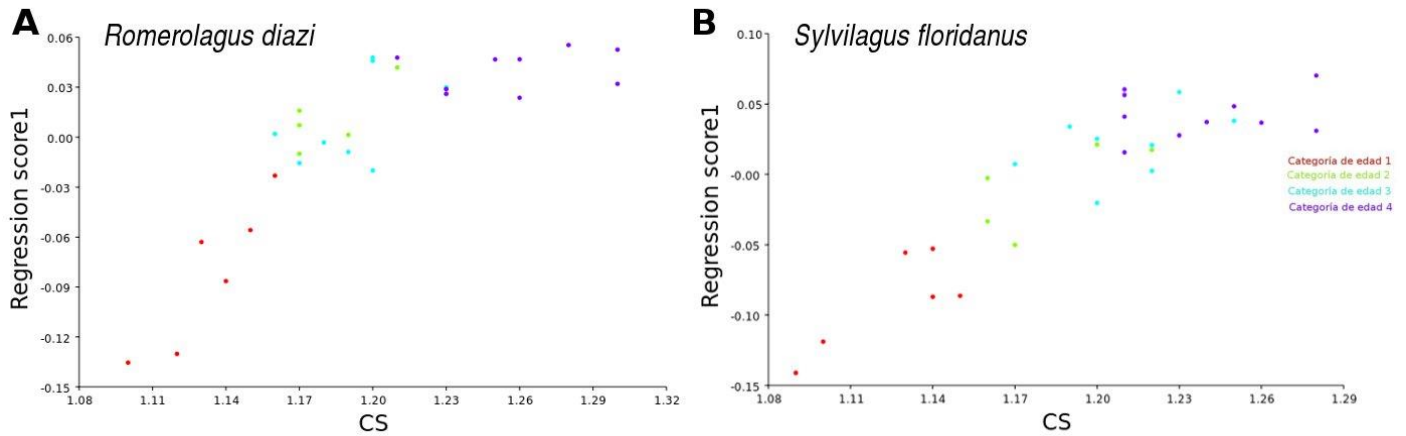 A
Romerolagus diazi
Regression score1
0.06
0.03
0.00
-0.03
-0.06
-0.09
-0.12
-0.15
1.08
1.11
1.14
1.17
1.20
1.23
1.26
1.29
1.32
CS
B
Sylvilagus floridanus
Regression score1
0.10
0.05
-0.00
-0.05
-0.10
-0.15
1.08
1.11
1.14
1.17
1.20
1.23
1.26
1.29
CS
Categoría de edad 1
Categoría de edad 2
Categoría de edad 3
Categoría de edad 4